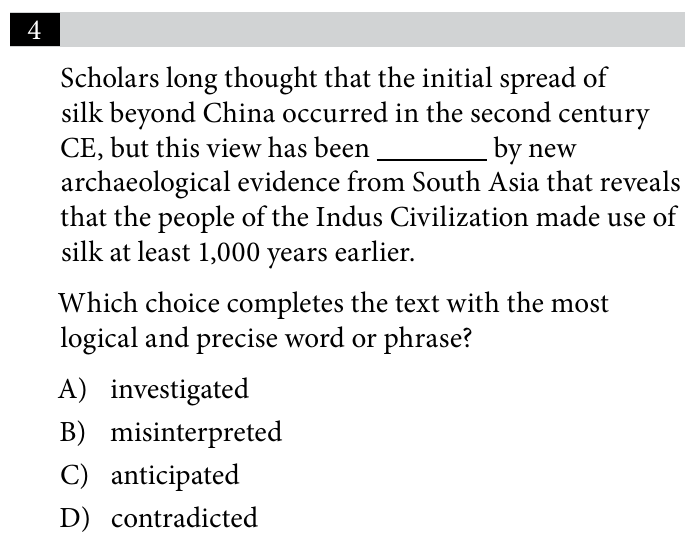 4
Scholars long thought that the initial spread of
silk beyond China occurred in the second century
CE, but this view has been ________ by new
archaeological evidence from South Asia that reveals
that the people of the Indus Civilization made use of
silk at least 1,000 years earlier.
Which choice completes the text with the most
logical and precise word or phrase?
A) investigated
B) misinterpreted
C) anticipated
D) contradicted